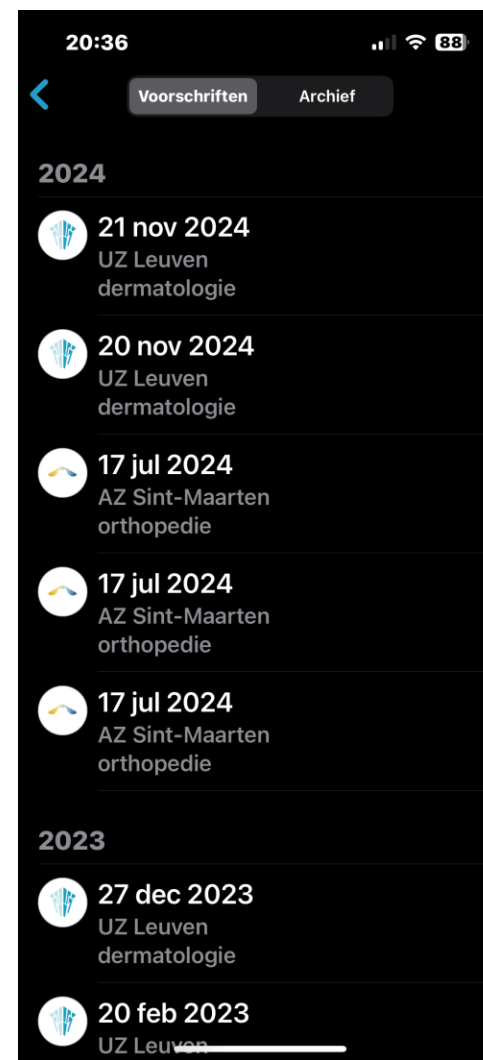 20:36
88
Voorschriften Archief
2024
21 nov 2024
UZ Leuven
dermatologie
20 nov 2024
UZ Leuven
dermatologie
17 jul 2024
AZ Sint-Maarten
orthopedie
17 jul 2024
AZ Sint-Maarten
orthopedie
17 jul 2024
AZ Sint-Maarten
orthopedie
2023
27 dec 2023
UZ Leuven
dermatologie
20 feb 2023
UZ Leuven